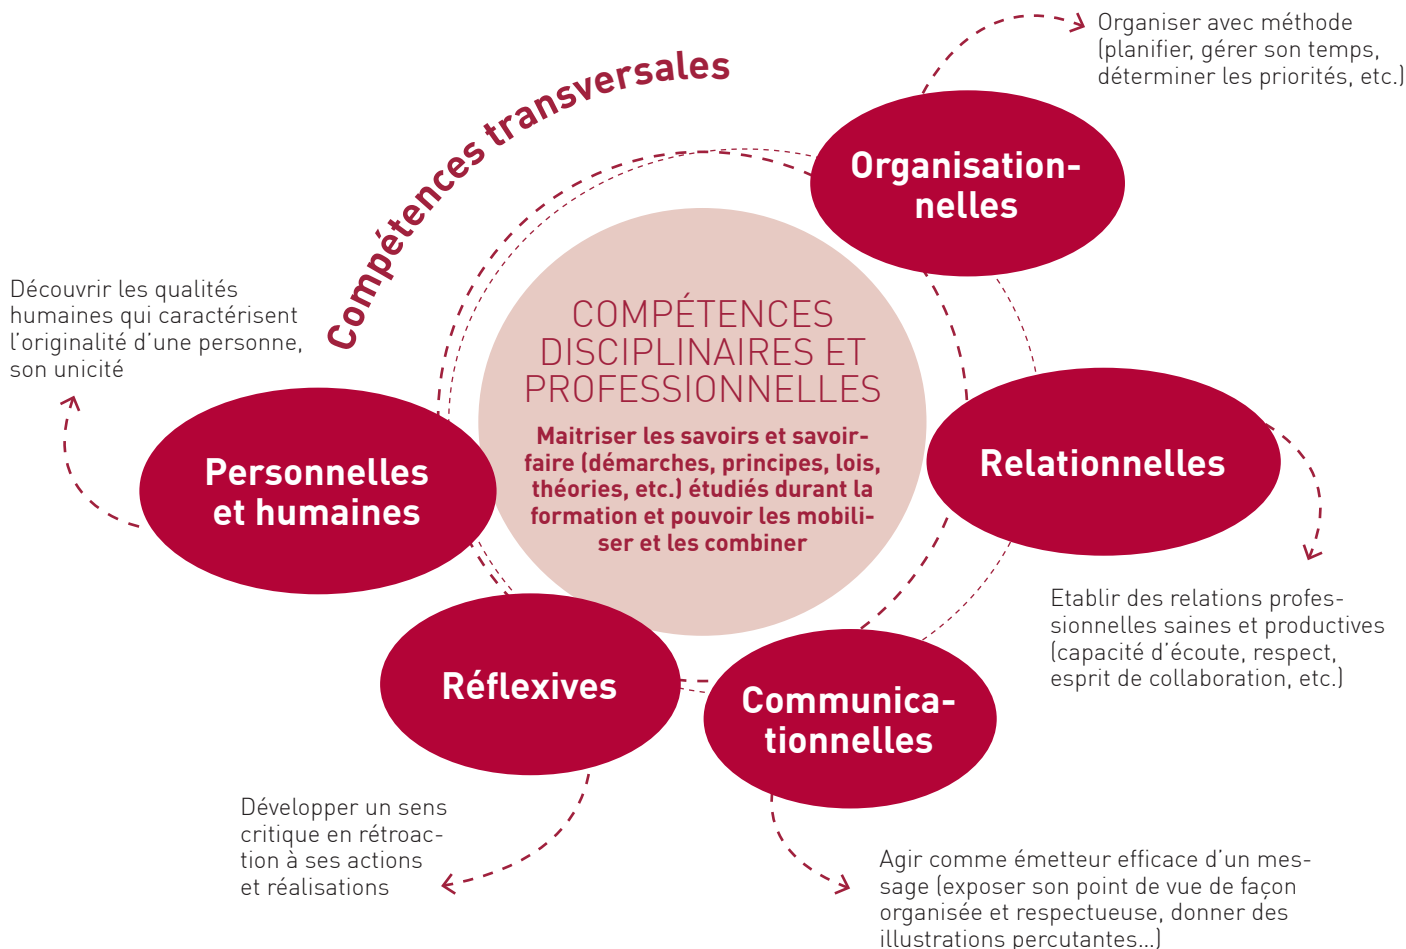 Compétences transversales
Organiser avec méthode
(planifier, gérer son temps,
déterminer les priorités, etc.)
Organisation-
nelles
Découvrir les qualités
humaines qui caractérisent
l'originalité d'une personne,
son unicité
Personnelles
et humaines
COMPÉTENCES
DISCIPLINAIRES ET
PROFESSIONNELLES
Maitriser les savoirs et savoir-
faire (démarches, principes, lois,
théories, etc.) étudiés durant la
formation et pouvoir les mobili-
ser et les combiner
Relationnelles
Etablir des relations profes-
sionnelles saines et productives
(capacité d'écoute, respect,
esprit de collaboration, etc.)
Réflexives
Communica-
tionnelles
Développer un sens
critique en rétroac-
tion à ses actions
et réalisations
Agir comme émetteur efficace d'un mes-
sage (exposer son point de vue de façon
organisée et respectueuse, donner des
illustrations percutantes...)